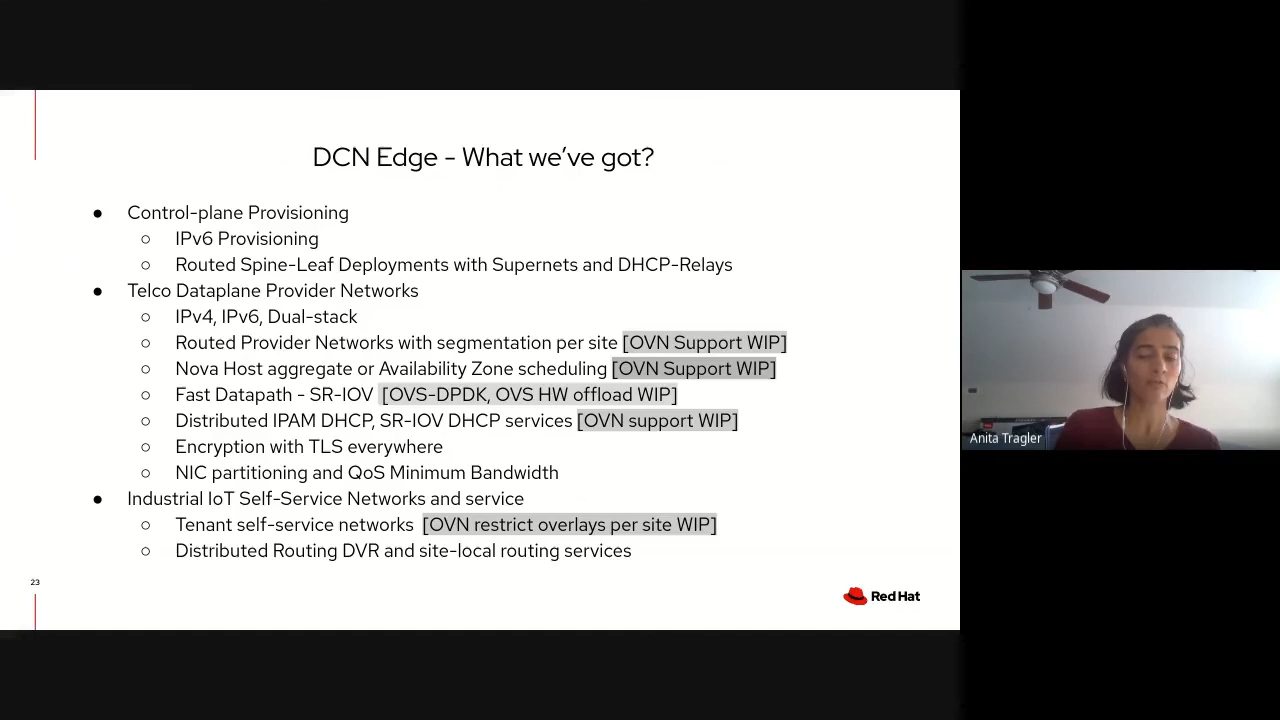 DCN Edge - What we've got?
● Control-plane Provisioning
○ IPv6 Provisioning
○ Routed Spine-Leaf Deployments with Supernets and DHCP-Relays
● Telco Dataplane Provider Networks
○ IPv4, IPv6, Dual-stack
○ Routed Provider Networks with segmentation per site [OVN Support WIP]
○ Nova Host aggregate or Availability Zone scheduling [OVN Support WIP]
○ Fast Datapath - SR-IOV [OVS-DPDK, OVS HW offload WIP]
○ Distributed IPAM DHCP, SR-IOV DHCP services [OVN support WIP]
○ Encryption with TLS everywhere
○ NIC partitioning and QoS Minimum Bandwidth
● Industrial IoT Self-Service Networks and service
○ Tenant self-service networks [OVN restrict overlays per site WIP]
○ Distributed Routing DVR and site-local routing services
23
Red Hat
Anita Tragler